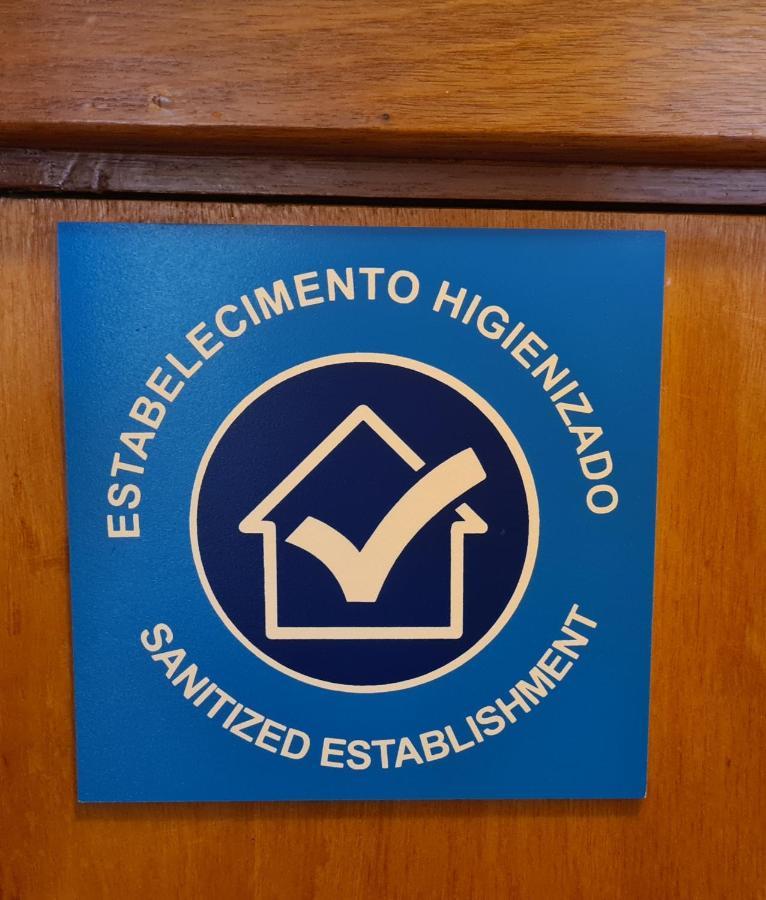 ESTABELECIMENTO HIGIENIZADO
SANITIZED ESTABLISHMENT